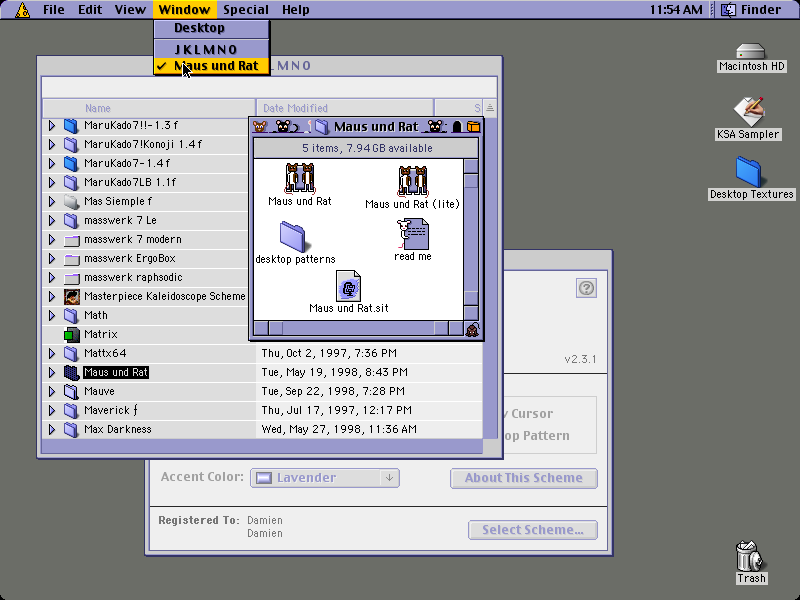 File Edit View Window Special Help 11:54 AM Finder
Desktop
JKLMNO
✓ Maus und Rat
LMNO
Name Date Modified S
MaruKado7!!-1.3 f
MaruKado7!Konoji 1.4f
MaruKado7-1.4f
MaruKado7LB 1.1f
Mas Siemple f
masswerk 7 Le
masswerk 7 modern
masswerk ErgoBox
masswerk raphsodic
Masterpiece Kaleidoscope Scheme
Math
Matrix
Mattx64 Thu, Oct 2, 1997, 7:36 PM
Maus und Rat Tue, May 19, 1998, 8:43 PM
Mauve Tue, Sep 22, 1998, 7:28 PM
Maverick ƒ Thu, Jul 17, 1997, 12:17 PM
Max Darkness Wed, May 27, 1998, 11:36 AM
Maus und Rat
5 items, 7.94 GB available
Maus und Rat
Maus und Rat (lite)
desktop patterns
read me
Maus und Rat.sit
?
v2.3.1
Cursor
op Pattern
Accent Color: Lavender About This Scheme
Registered To: Damien
Damien
Select Scheme...
Macintosh HD
KSA Sampler
Desktop Textures
Trash